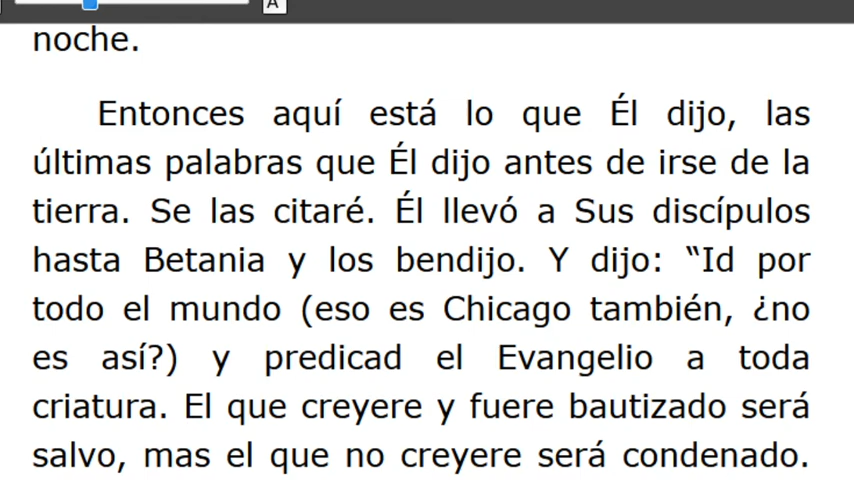 A
noche.
Entonces aquí está lo que Él dijo, las
últimas palabras que Él dijo antes de irse de la
tierra. Se las citaré. Él llevó a Sus discípulos
hasta Betania y los bendijo. Y dijo: “Id por
todo el mundo (eso es Chicago también, ¿no
es así?) y predicad el Evangelio a toda
criatura. El que creyere y fuere bautizado será
salvo, mas el que no creyere será condenado.